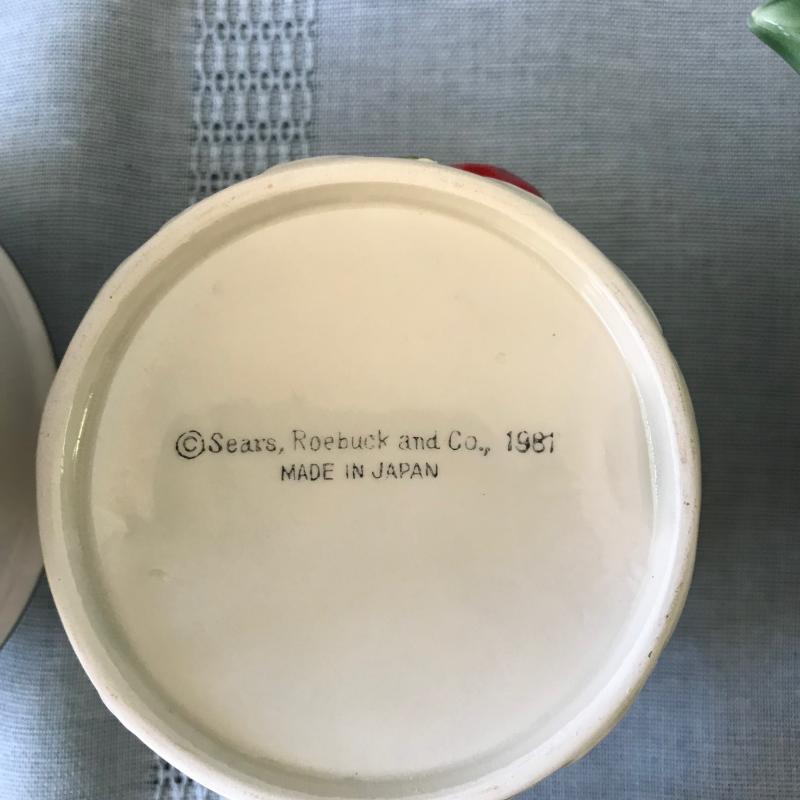 ©Sears, Roebuck and Co., 1981
MADE IN JAPAN